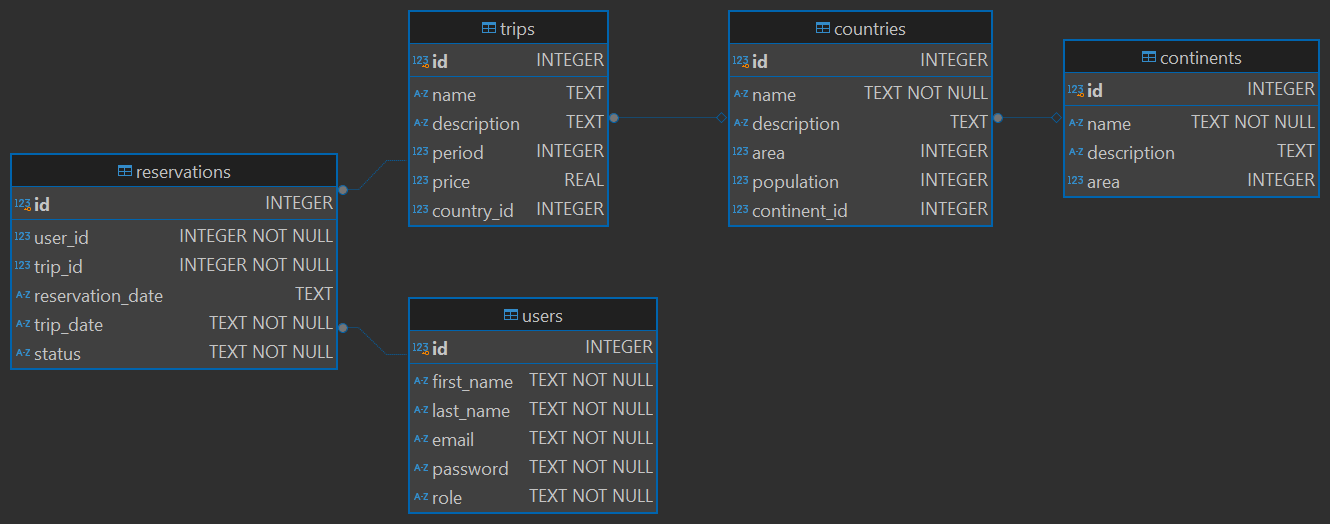 trips
123 id INTEGER
A-Z name TEXT
A-Z description TEXT
123 period INTEGER
123 price REAL
123 country_id INTEGER
countries
123 id INTEGER
A-Z name TEXT NOT NULL
A-Z description TEXT
123 area INTEGER
123 population INTEGER
123 continent_id INTEGER
continents
123 id INTEGER
A-Z name TEXT NOT NULL
A-Z description TEXT
123 area INTEGER
reservations
123 id INTEGER
123 user_id INTEGER NOT NULL
123 trip_id INTEGER NOT NULL
A-Z reservation_date TEXT
A-Z trip_date TEXT NOT NULL
A-Z status TEXT NOT NULL
users
123 id INTEGER
A-Z first_name TEXT NOT NULL
A-Z last_name TEXT NOT NULL
A-Z email TEXT NOT NULL
A-Z password TEXT NOT NULL
A-Z role TEXT NOT NULL